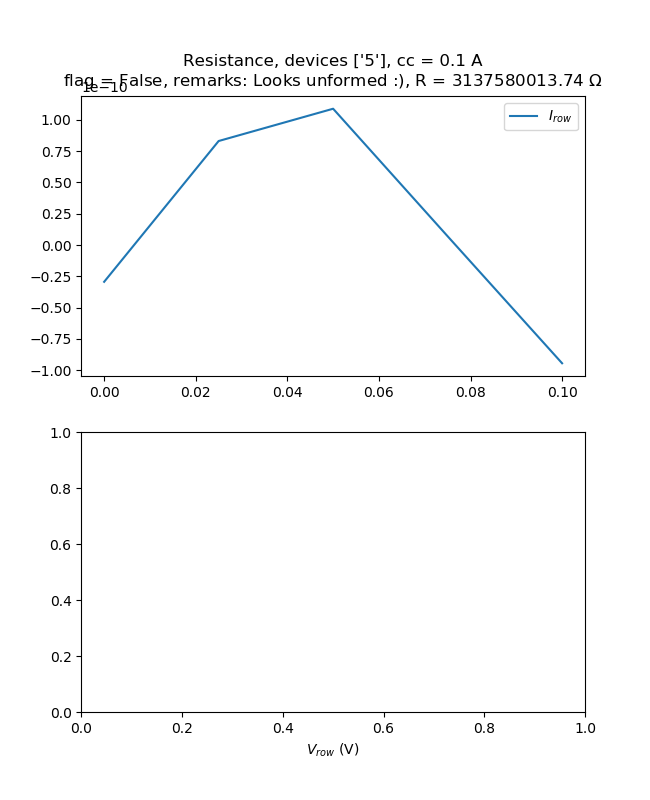 Resistance, devices ['5'], cc = 0.1 A
flag = False, remarks: Looks unformed :), R = 3137580013.74 Ω
1e−10
I_row
1.00
0.75
0.50
0.25
0.00
−0.25
−0.50
−0.75
−1.00
0.00 0.02 0.04 0.06 0.08 0.10
1.0
0.8
0.6
0.4
0.2
0.0
0.0 0.2 0.4 0.6 0.8 1.0
V_row (V)